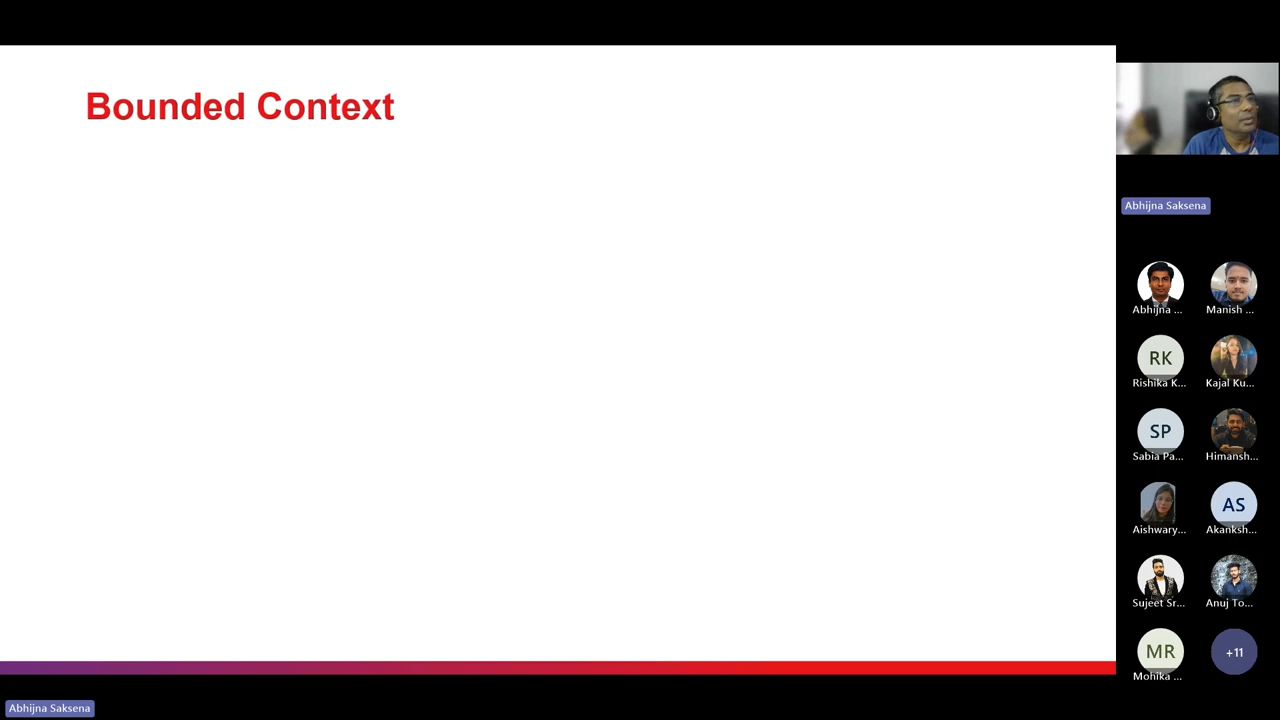 Bounded Context
Abhijna Saksena
Abhijna ...
Manish ...
RK
Rishika K...
Kajal Ku...
SP
Sabia Pa...
Himansh...
Aishwary...
AS
Akanksh...
Sujeet Sr...
Anuj To...
MR
Mohika ...
+11
Abhijna Saksena